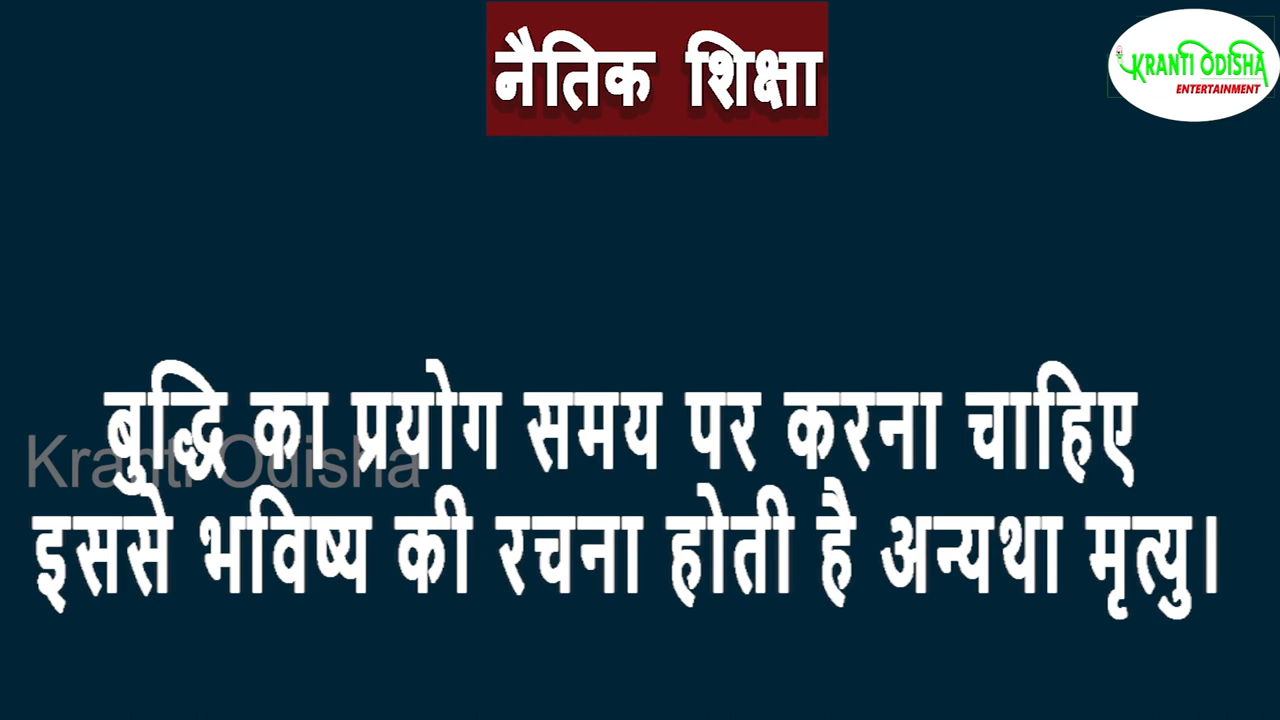 नैतिक शिक्षा
KRANTI ODISHA
ENTERTAINMENT
बुद्धि का प्रयोग समय पर करना चाहिए
Kranti Odisha
इससे भविष्य की रचना होती है अन्यथा मृत्यु।